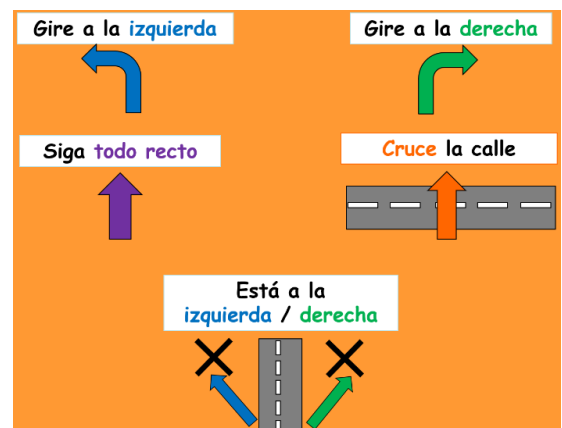 Gire a la izquierda
Gire a la derecha
Siga todo recto
Cruce la calle
Está a la
izquierda / derecha